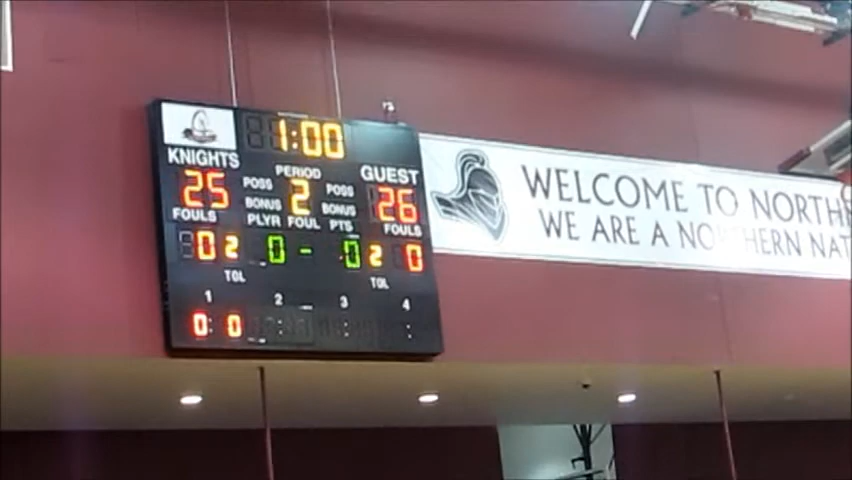 1:00
KNIGHTS PERIOD GUEST
25 POSS 2 POSS 26
BONUS BONUS
FOULS PLYR FOUL PTS FOULS
0 2 0 - 0 2 0
TOL TOL
1 2 3 4
0: 0 : : :
WELCOME TO NORTH
WE ARE A NORTHERN NAT